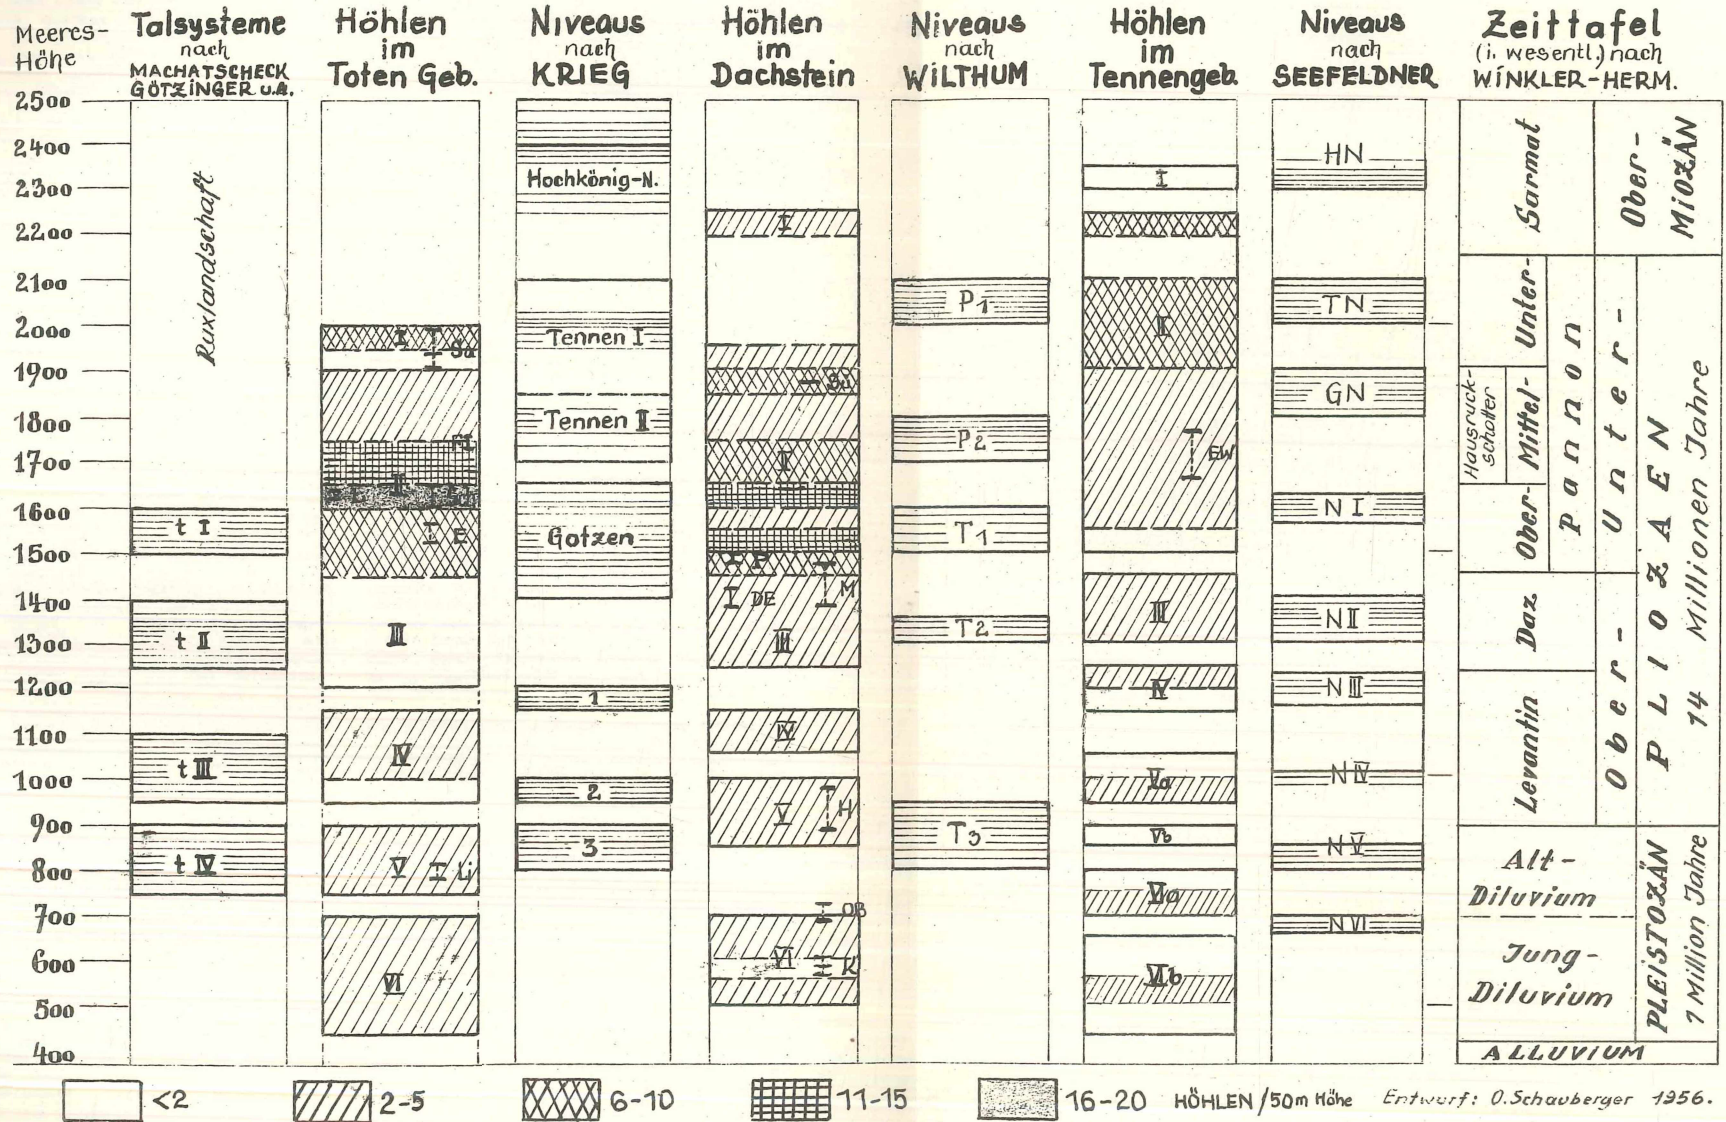 Meeres-
Höhe
Talsysteme
nach
MACHATSCHECK
GÖTZINGER u.A.
Höhlen
im
Toten Geb.
Niveaus
nach
KRIEG
Höhlen
im
Dachstein
Niveaus
nach
WILTHUM
Höhlen
im
Tennengeb.
Niveaus
nach
SEEFELDNER
Zeittafel
(i. wesentl.) nach
WINKLER-HERM.
2500
2400
2300
2200
2100
2000
1900
1800
1700
1600
1500
1400
1300
1200
1100
1000
900
800
700
600
500
400
Ruxlandschaft
t I
t II
t III
t IV
I
Sa
II
Sch
E
III
IV
V
Li
VI
Hochkönig-N.
Tennen I
Tennen II
Gotzen
1
2
3
I
Sü
II
P
M
DE
III
IV
V
H
OB
VI
K
P1
P2
T1
T2
T3
I
II
EW
III
IV
Va
Vb
VIa
VIb
HN
TN
GN
N I
N II
N III
N IV
N V
N VI
Sarmat
Ober-
MIOZÄN
Unter-
Hausruck-
schotter
Mittel-
Ober-
Pannon
Unter-
Daz
Levantin
Ober-
PLIOZAEN
14 Millionen Jahre
Alt-
Diluvium
Jung-
Diluvium
PLEISTOZÄN
1 Million Jahre
ALLUVIUM
<2
2-5
6-10
11-15
16-20 HÖHLEN/50m Höhe
Entwurf: O.Schauberger 1956.